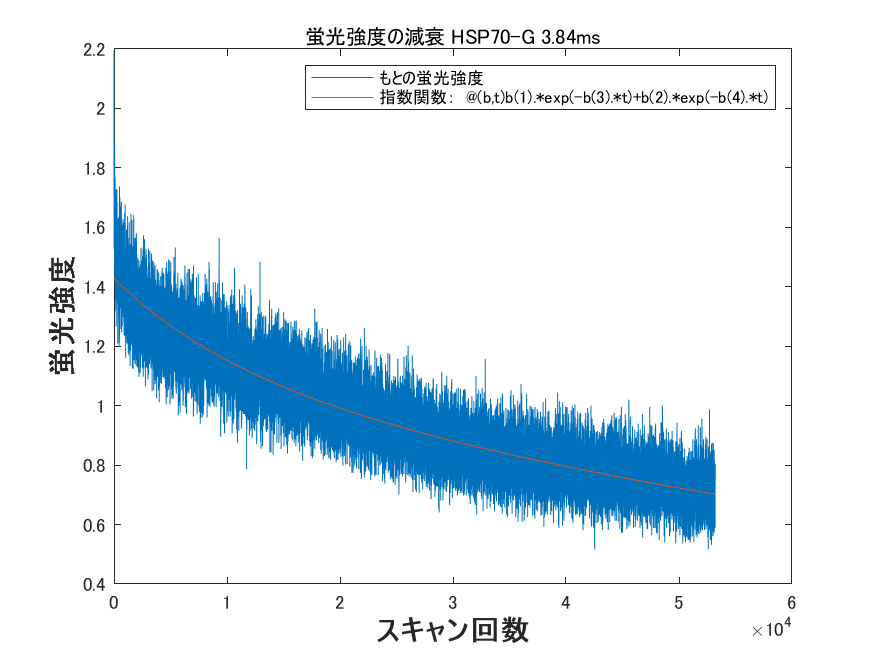 蛍光強度の減衰 HSP70-G 3.84ms
もとの蛍光強度
指数関数： @(b,t)b(1).*exp(-b(3).*t)+b(2).*exp(-b(4).*t)
蛍光強度
2.2
2
1.8
1.6
1.4
1.2
1
0.8
0.6
0.4
0 1 2 3 4 5 6
×10^4
スキャン回数